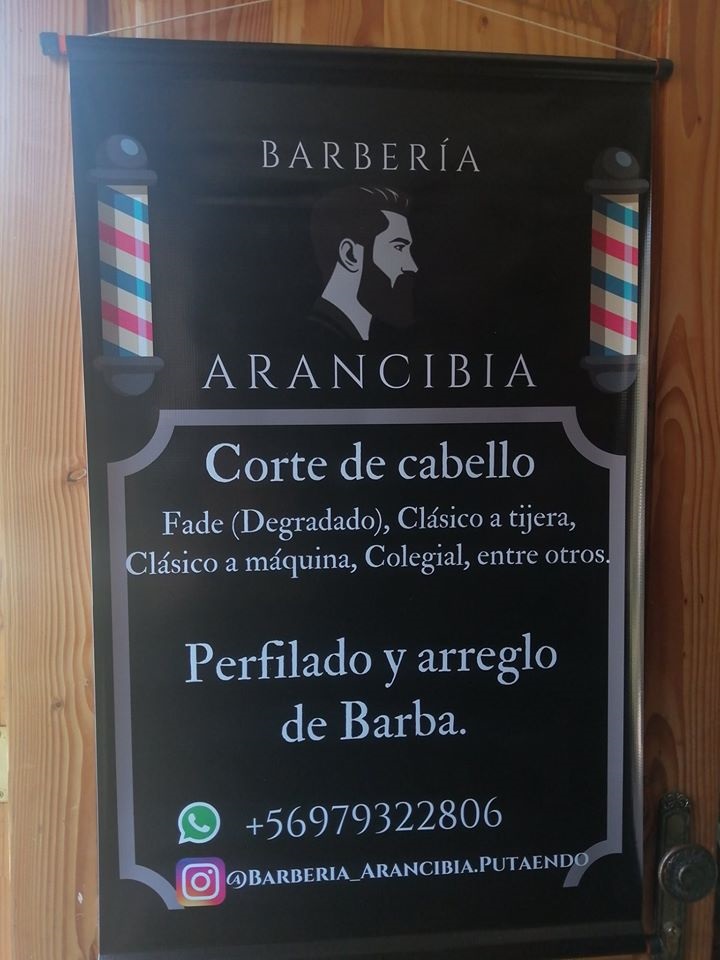 BARBERÍA
ARANCIBIA
Corte de cabello
Fade (Degradado), Clásico a tijera,
Clásico a máquina, Colegial, entre otros.
Perfilado y arreglo
de Barba.
+56979322806
@Barberia_Arancibia.Putaendo